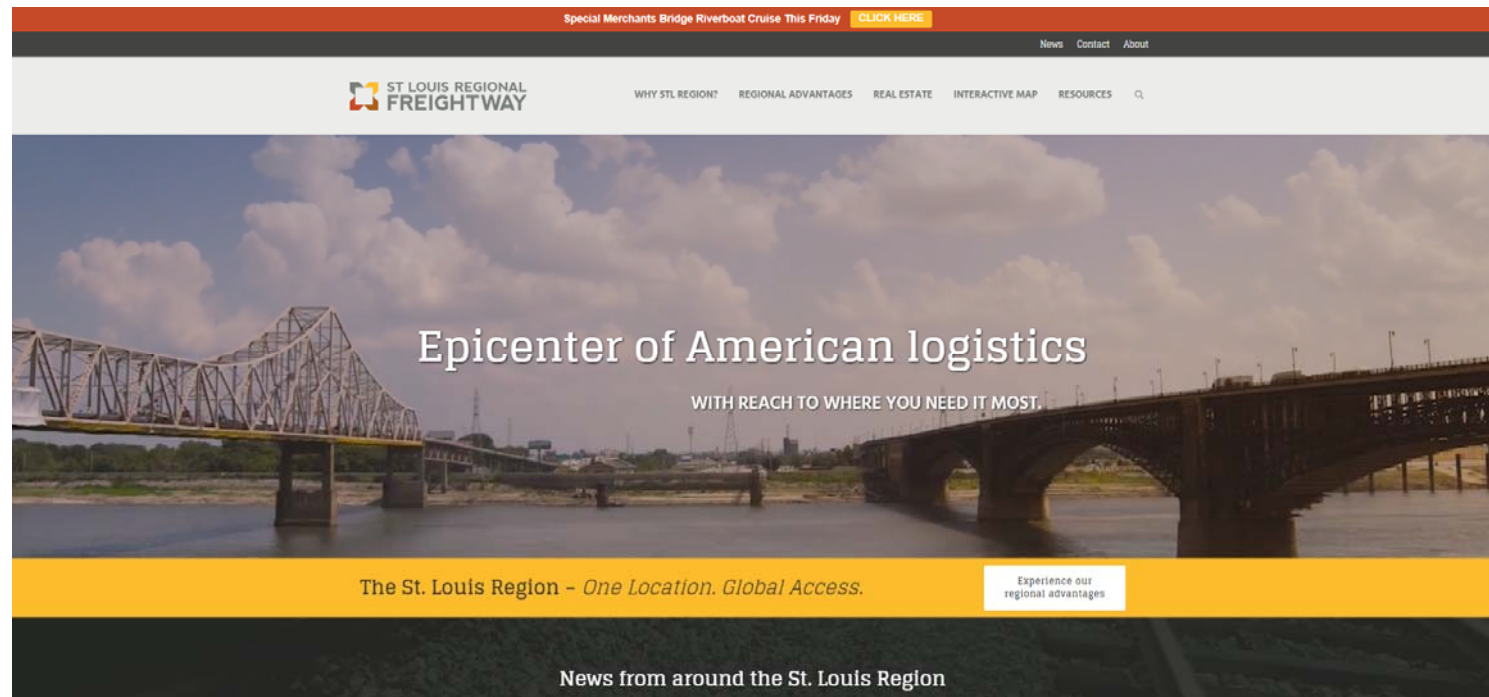 Special Merchants Bridge Riverboat Cruise This Friday CLICK HERE
News Contact About
ST LOUIS REGIONAL
FREIGHTWAY
WHY STL REGION? REGIONAL ADVANTAGES REAL ESTATE INTERACTIVE MAP RESOURCES
Epicenter of American logistics
WITH REACH TO WHERE YOU NEED IT MOST.
The St. Louis Region – One Location. Global Access.
Experience our
regional advantages
News from around the St. Louis Region